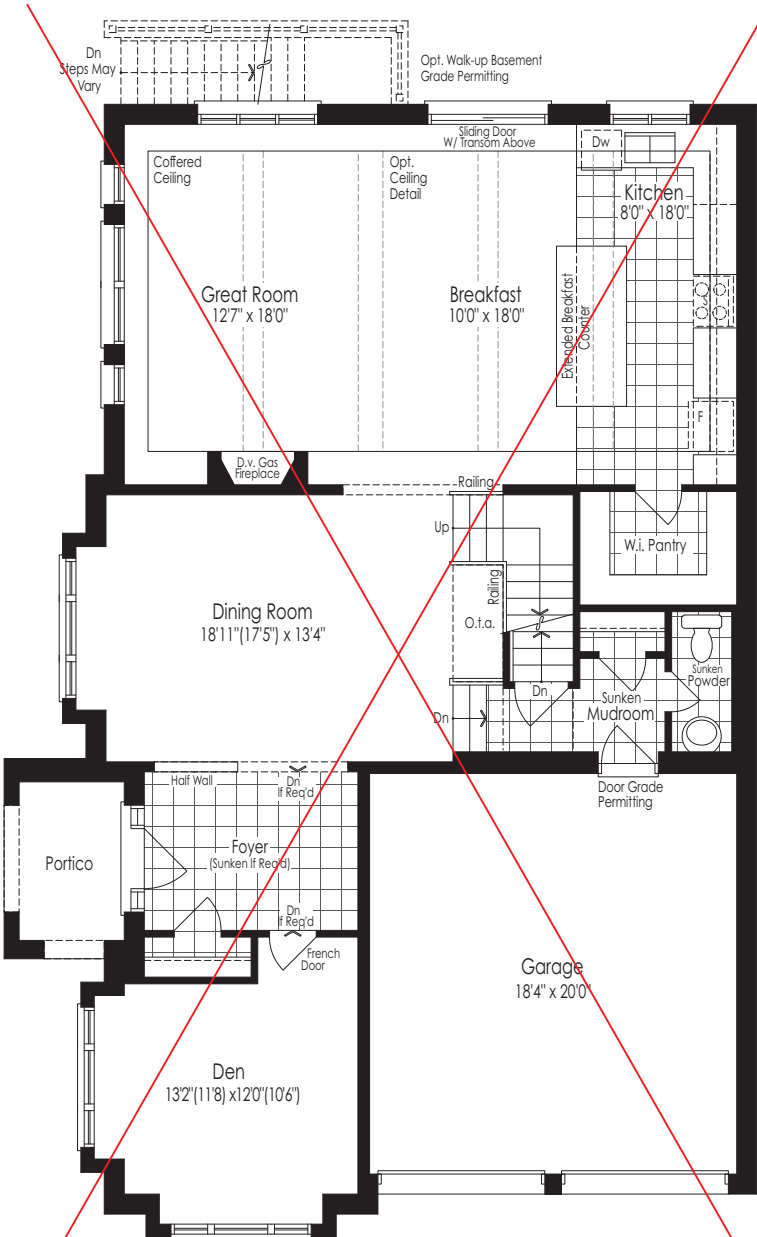 Dn
Steps May
Vary
Opt. Walk-up Basement
Grade Permitting
Sliding Door
W/ Transom Above
Dw
Coffered
Ceiling
Opt.
Ceiling
Detail
Kitchen
8'0" x 18'0"
Great Room
12'7" x 18'0"
Breakfast
10'0" x 18'0"
Extended Breakfast
Counter
F
D.v. Gas
Fireplace
Railing
Up
W.i. Pantry
Railing
Dining Room
18'11"(17'5") x 13'4"
O.t.a.
Sunken
Powder
Dn
Sunken
Mudroom
Dn
Half Wall
Dn
If Req'd
Door Grade
Permitting
Portico
Foyer
(Sunken If Req'd)
Dn
If Req'd
French
Door
Garage
18'4" x 20'0"
Den
13'2"(11'8) x12'0"(10'6")